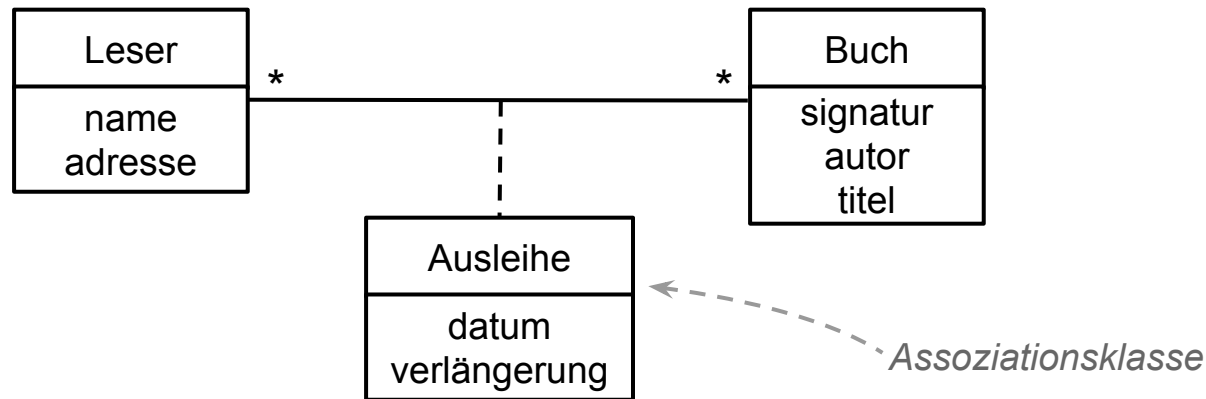 Leser
name
adresse
*
*
Buch
signatur
autor
titel
Ausleihe
datum
verlängerung
Assoziationsklasse